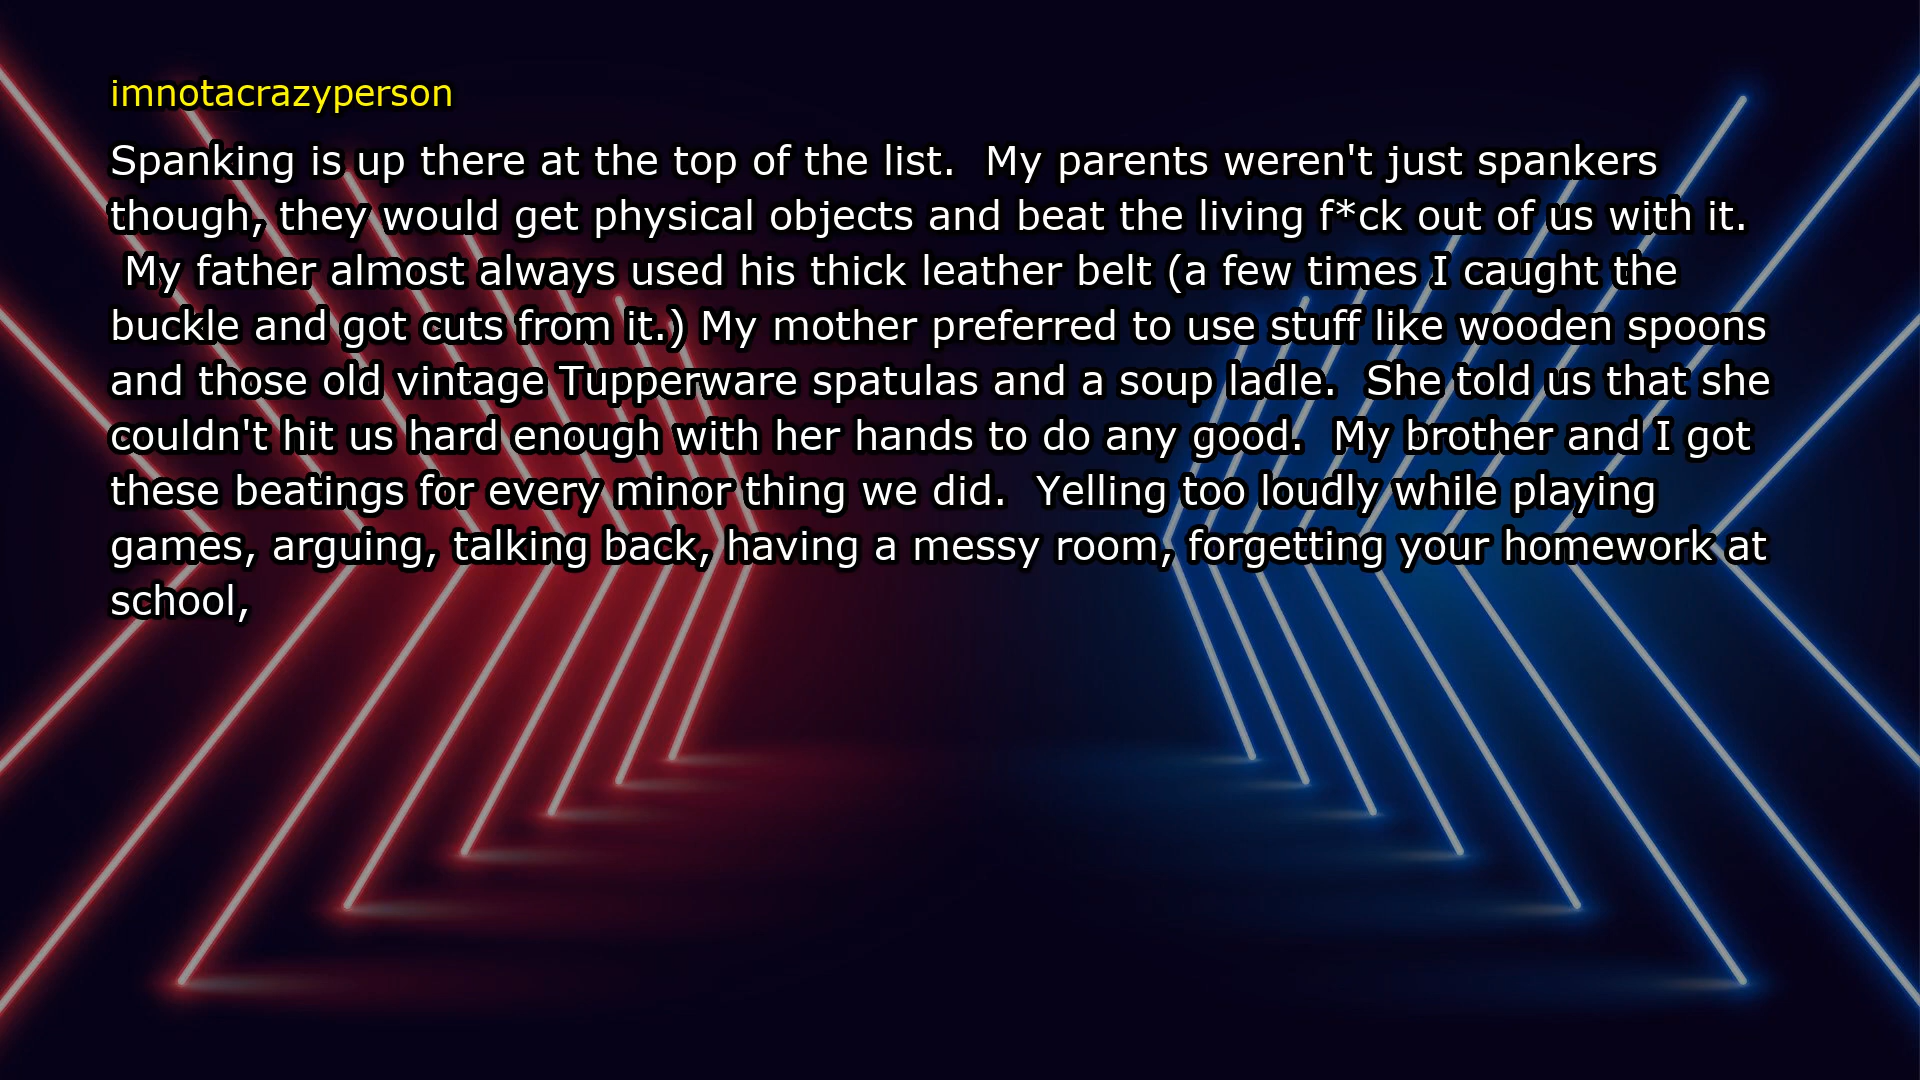 imnotacrazyperson
Spanking is up there at the top of the list.  My parents weren't just spankers
though, they would get physical objects and beat the living f*ck out of us with it.
 My father almost always used his thick leather belt (a few times I caught the
buckle and got cuts from it.) My mother preferred to use stuff like wooden spoons
and those old vintage Tupperware spatulas and a soup ladle.  She told us that she
couldn't hit us hard enough with her hands to do any good.  My brother and I got
these beatings for every minor thing we did.  Yelling too loudly while playing
games, arguing, talking back, having a messy room, forgetting your homework at
school,